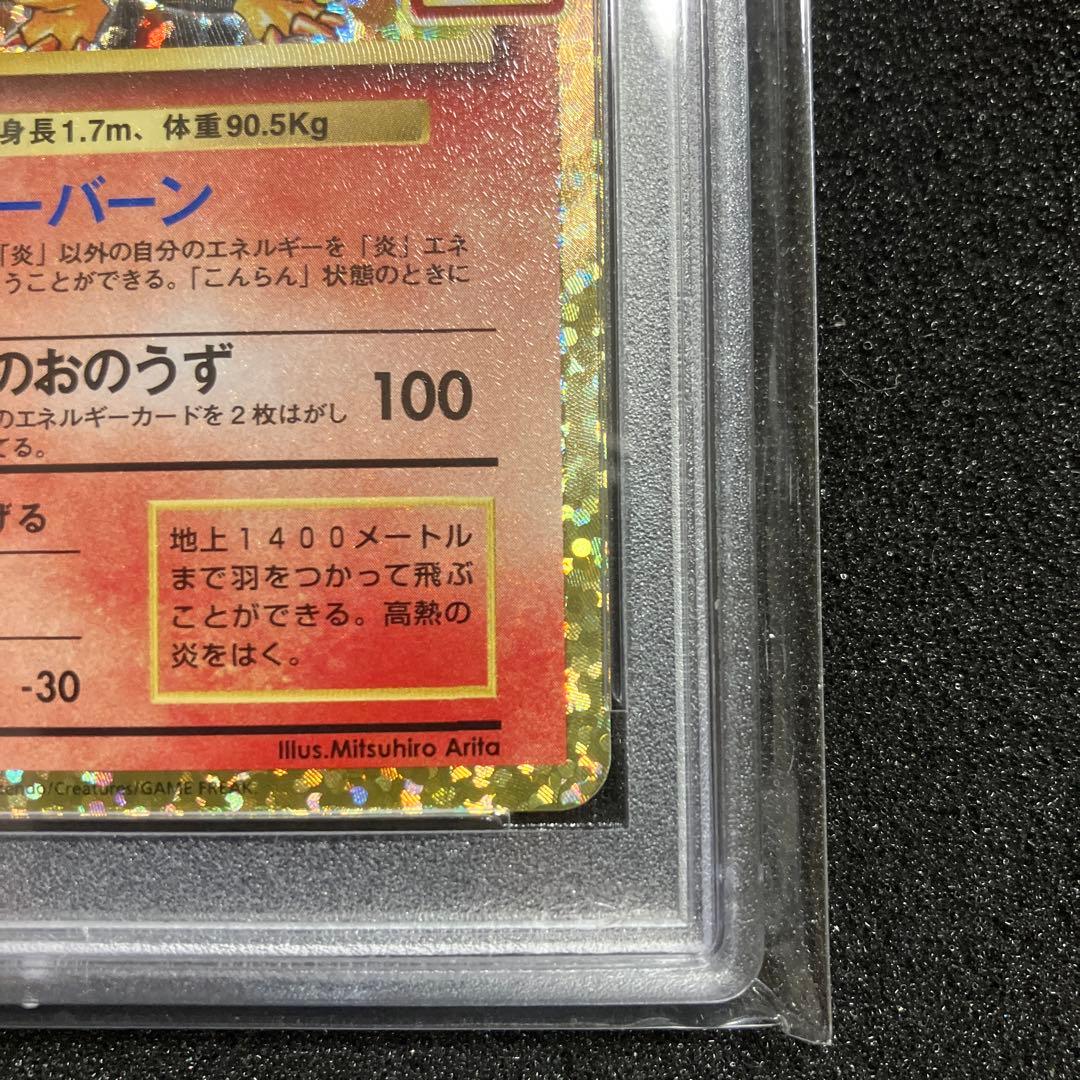 身長1.7m、体重90.5Kg
ーバーン
「炎」以外の自分のエネルギーを「炎」エネ
うことができる。「こんらん」状態のときに
のおのうず 100
のエネルギーカードを2枚はがし
てる。
げる
地上1400メートル
まで羽をつかって飛ぶ
ことができる。高熱の
炎をはく。
-30
Illus.Mitsuhiro Arita
tendo/Creatures/GAME FREAK.